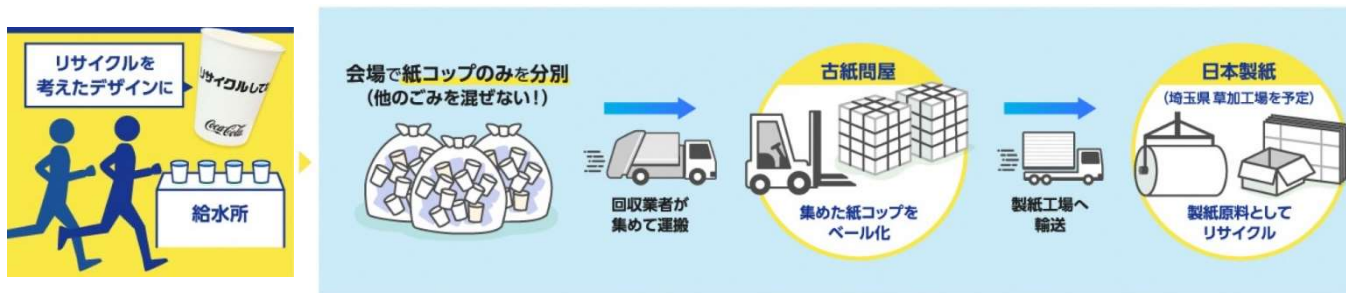 リサイクルを
考えたデザインに
リサイクルして
Coca-Cola
給水所
会場で紙コップのみを分別
(他のごみを混ぜない!)
回収業者が
集めて運搬
古紙問屋
集めた紙コップを
ベール化
製紙工場へ
輸送
日本製紙
(埼玉県 草加工場を予定)
製紙原料として
リサイクル